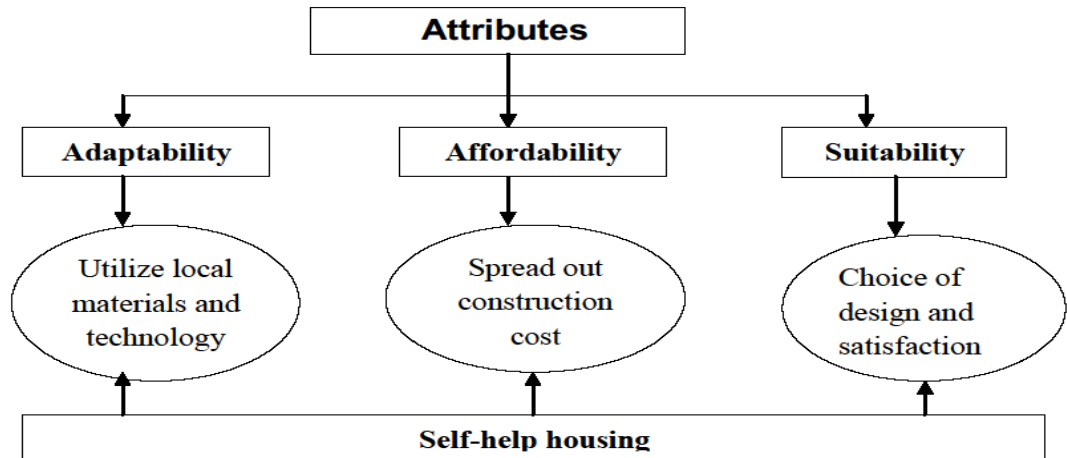 Attributes
Adaptability
Affordability
Suitability
Utilize local
materials and
technology
Spread out
construction
cost
Choice of
design and
satisfaction
Self-help housing